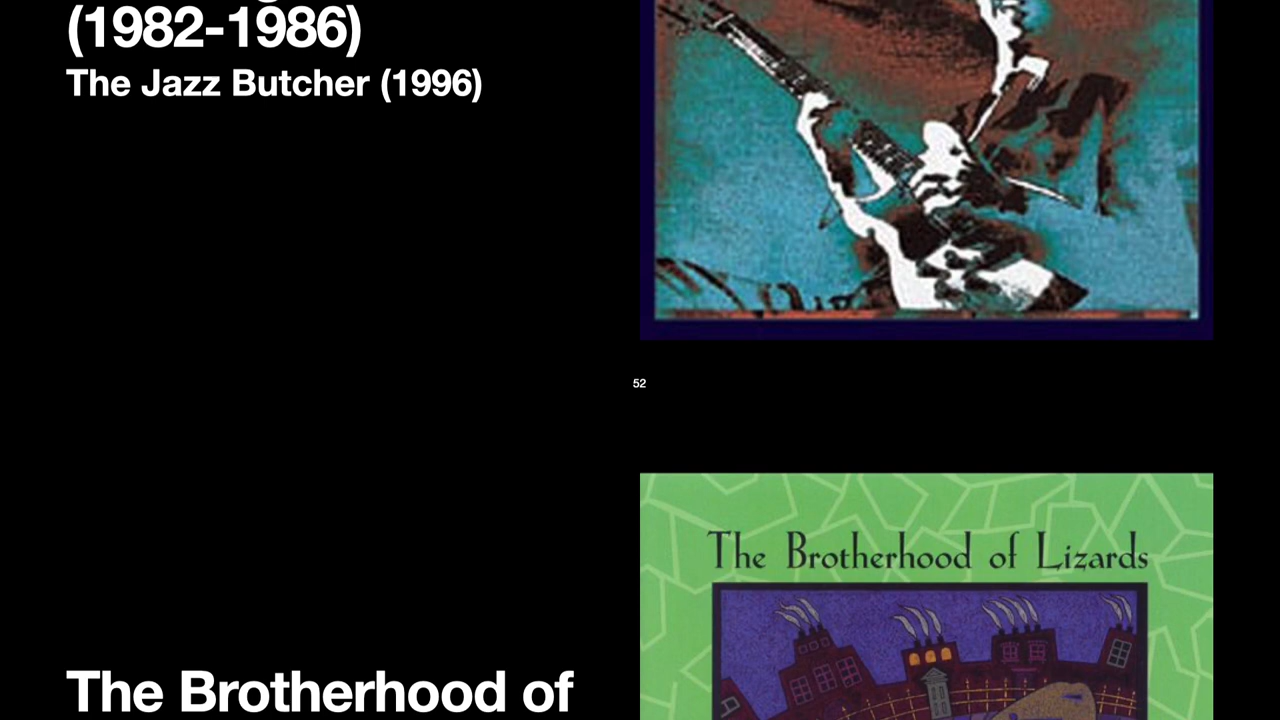 (1982-1986)
The Jazz Butcher (1996)
52
The Brotherhood of Lizards
The Brotherhood of